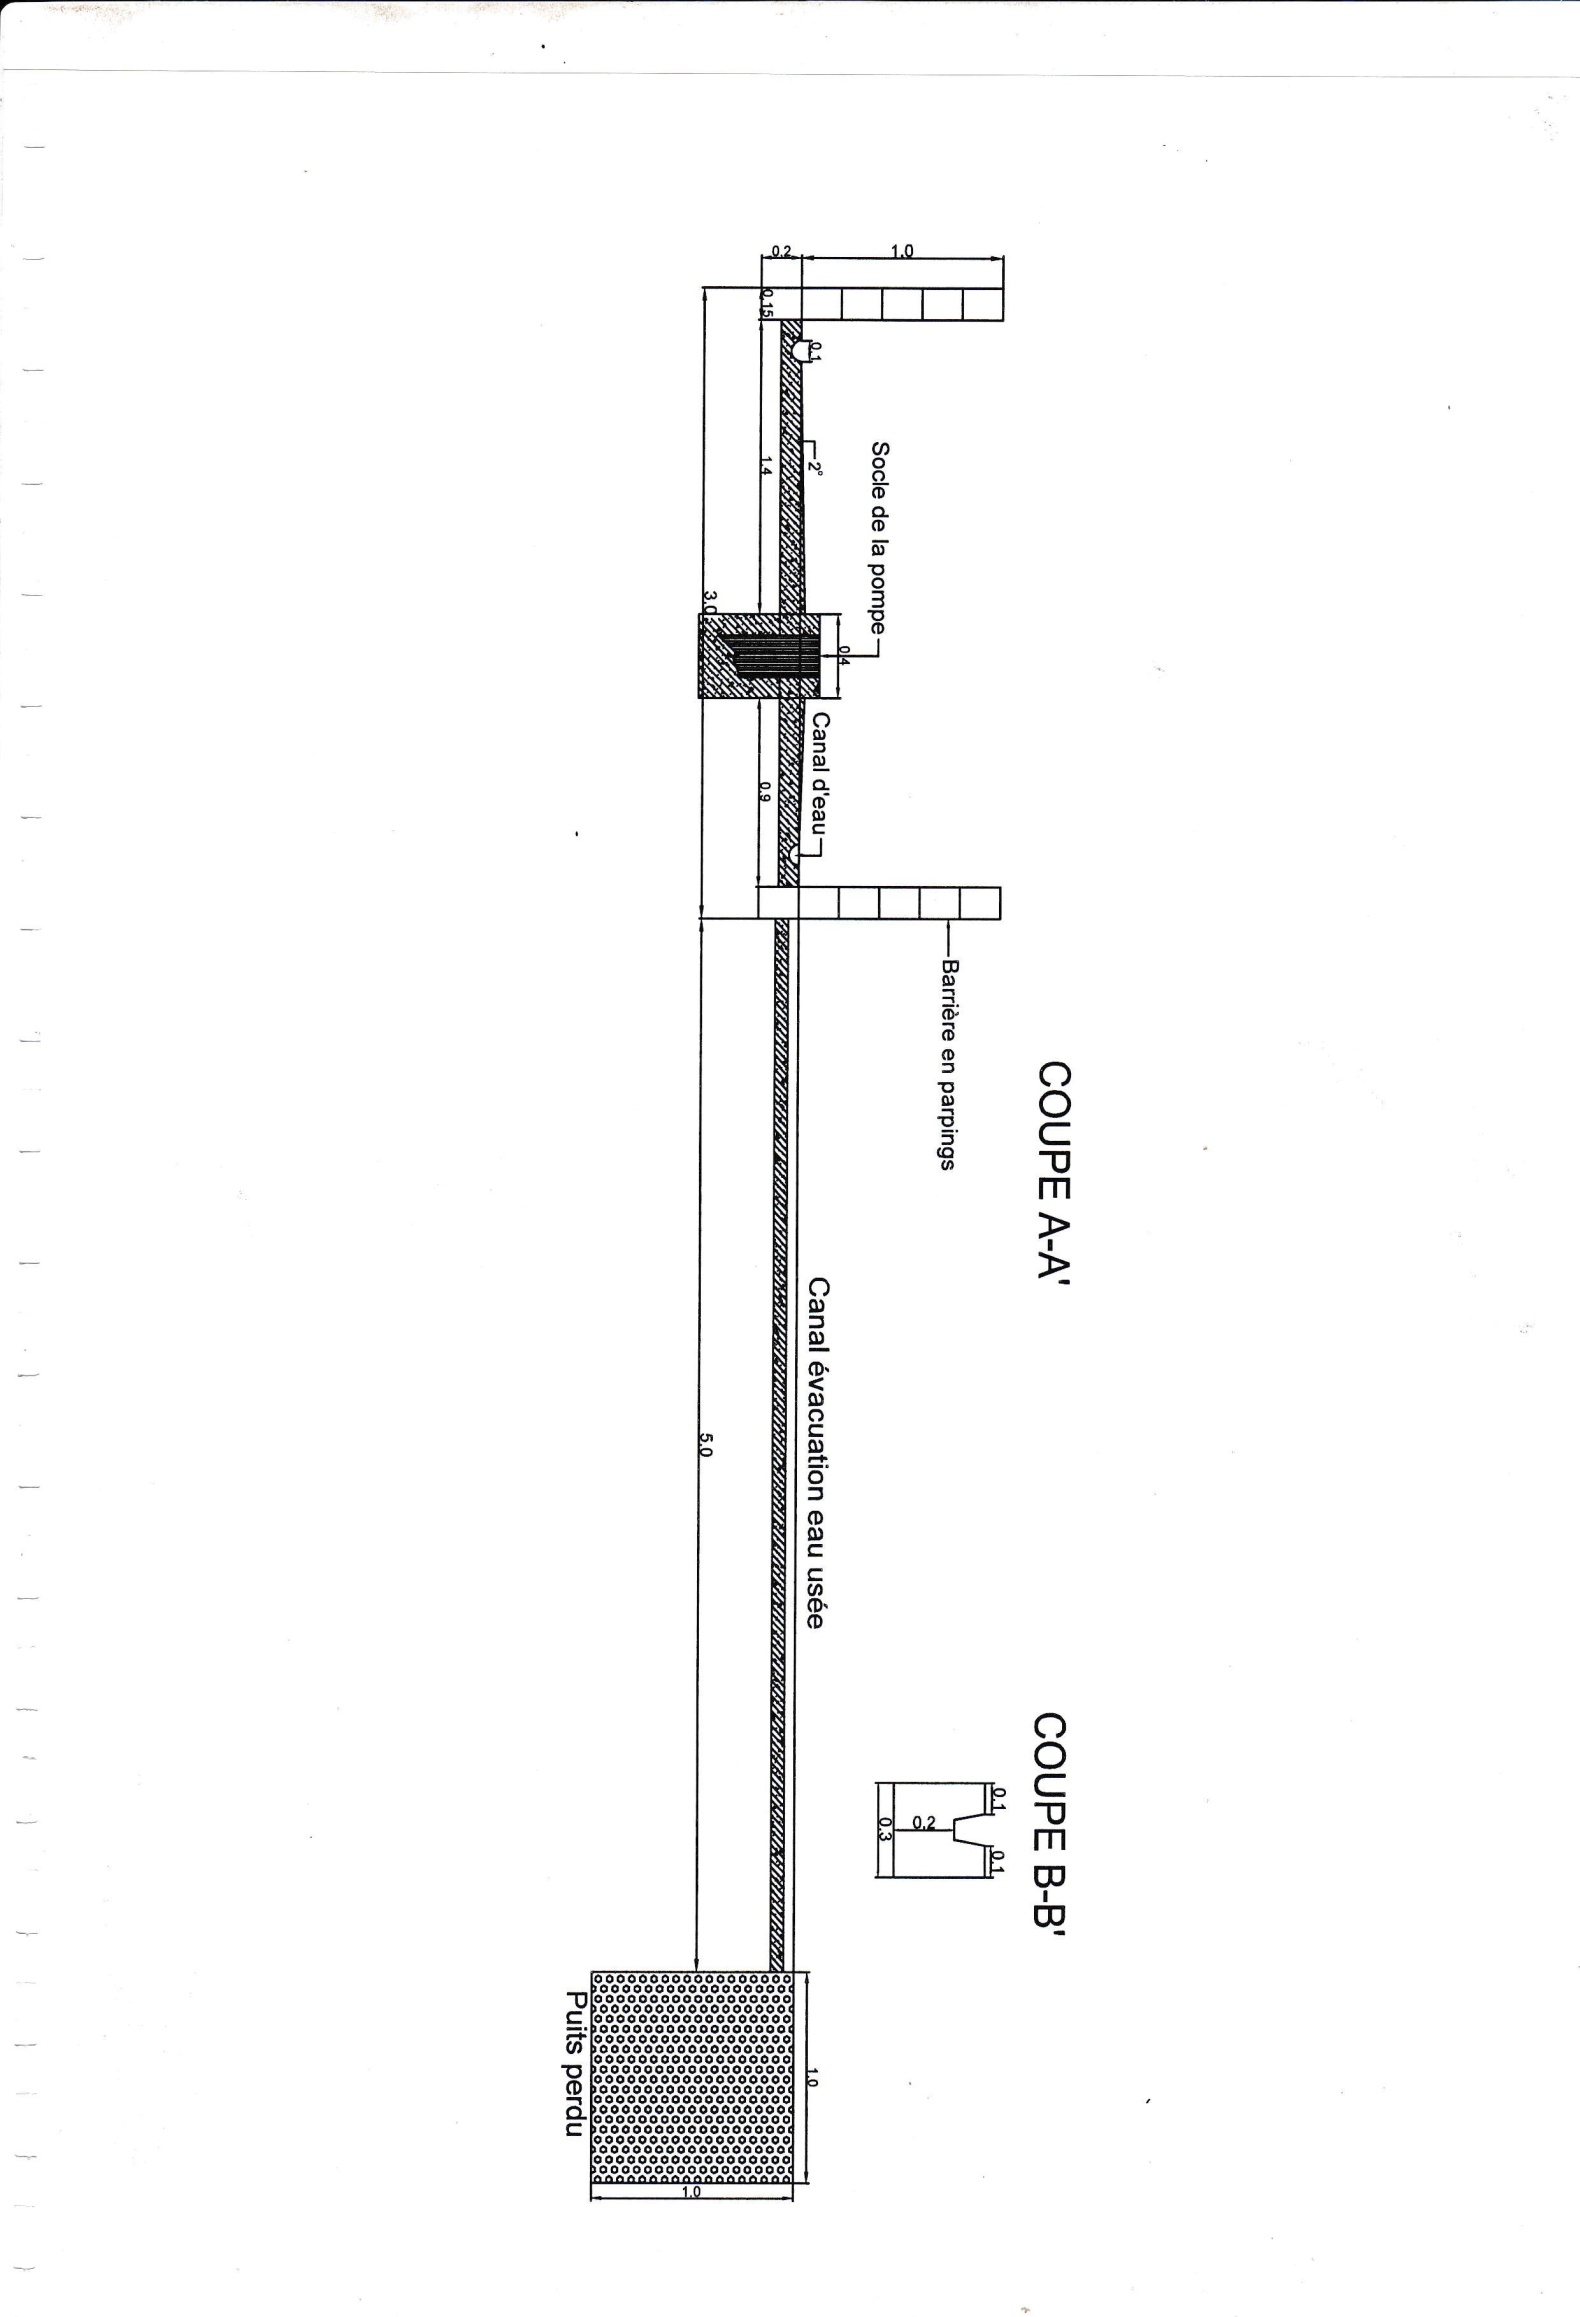 COUPE A-A'
COUPE B-B'
1.0
0.2
0.15
0.1
2°
1.4
Socle de la pompe
0.4
3.0
Canal d'eau
0.9
Barrière en parpings
Canal évacuation eau usée
5.0
0.1
0.1
0.2
0.3
1.0
1.0
Puits perdu